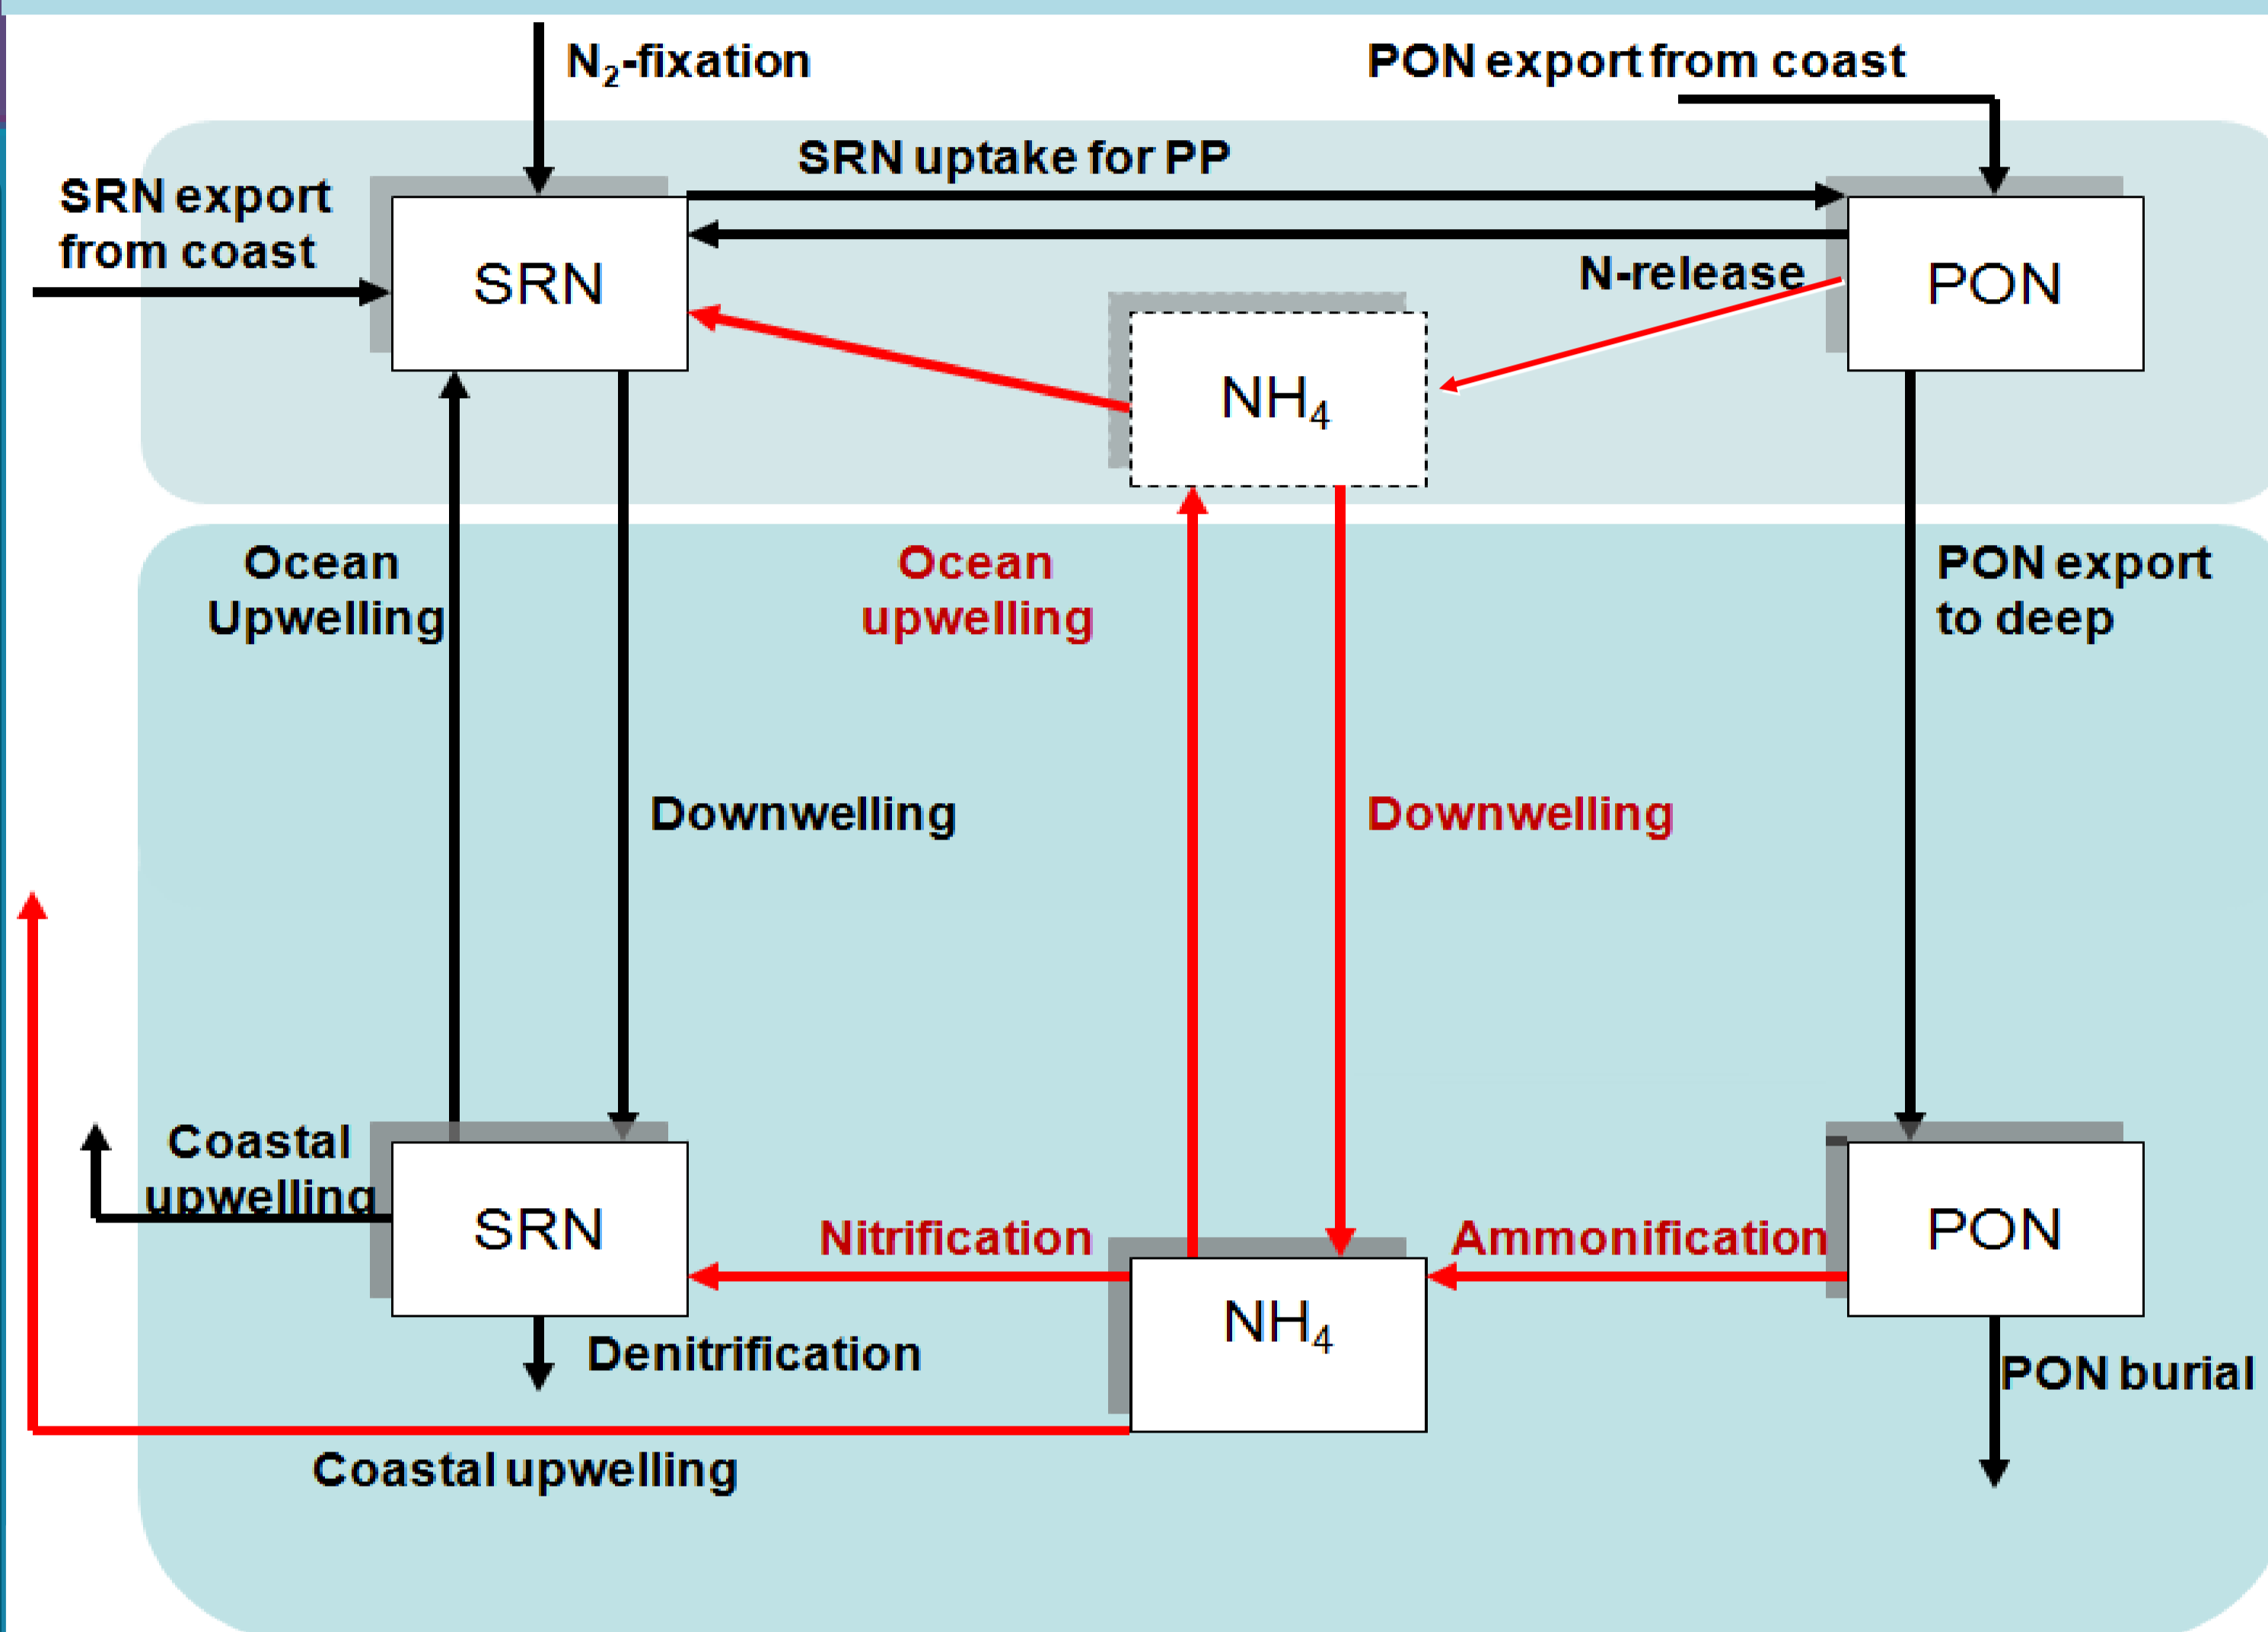 N₂-fixation
PON export from coast
SRN uptake for PP
SRN export
from coast
SRN
N-release
PON
NH₄
Ocean
Upwelling
Ocean
upwelling
PON export
to deep
Downwelling
Downwelling
Coastal
upwelling
SRN
Nitrification
Ammonification
PON
NH₄
Denitrification
PON burial
Coastal upwelling